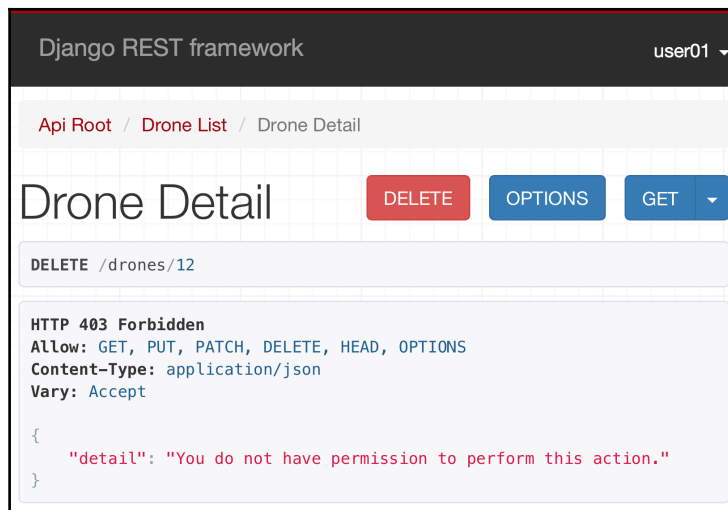 Django REST framework
user01
Api Root / Drone List / Drone Detail
Drone Detail
DELETE
OPTIONS
GET
DELETE /drones/12
HTTP 403 Forbidden
Allow: GET, PUT, PATCH, DELETE, HEAD, OPTIONS
Content-Type: application/json
Vary: Accept
{
    "detail": "You do not have permission to perform this action."
}